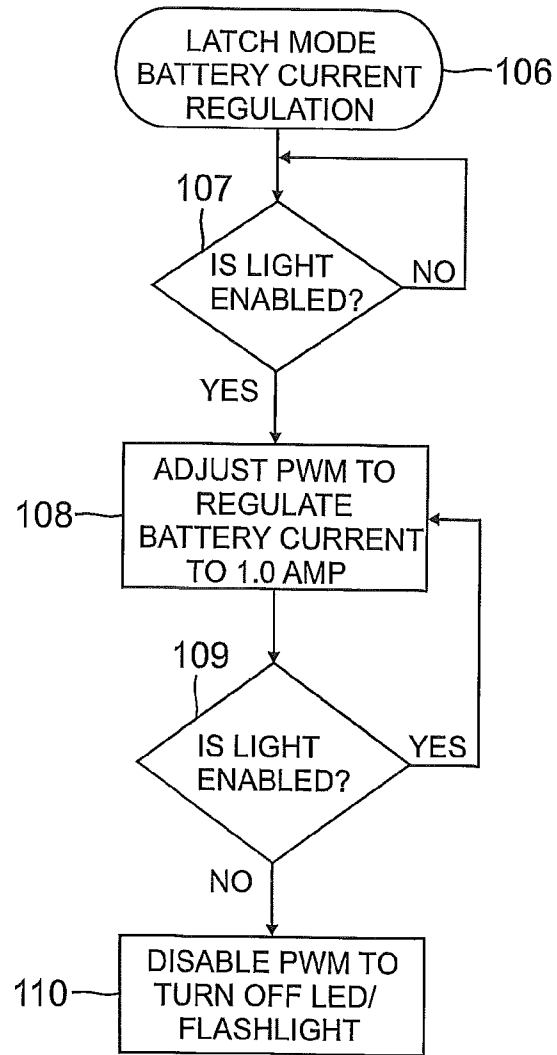 LATCH MODE
BATTERY CURRENT
REGULATION
106
107
IS LIGHT
ENABLED?
NO
YES
ADJUST PWM TO
REGULATE
BATTERY CURRENT
TO 1.0 AMP
108
109
IS LIGHT
ENABLED?
YES
NO
DISABLE PWM TO
TURN OFF LED/
FLASHLIGHT
110